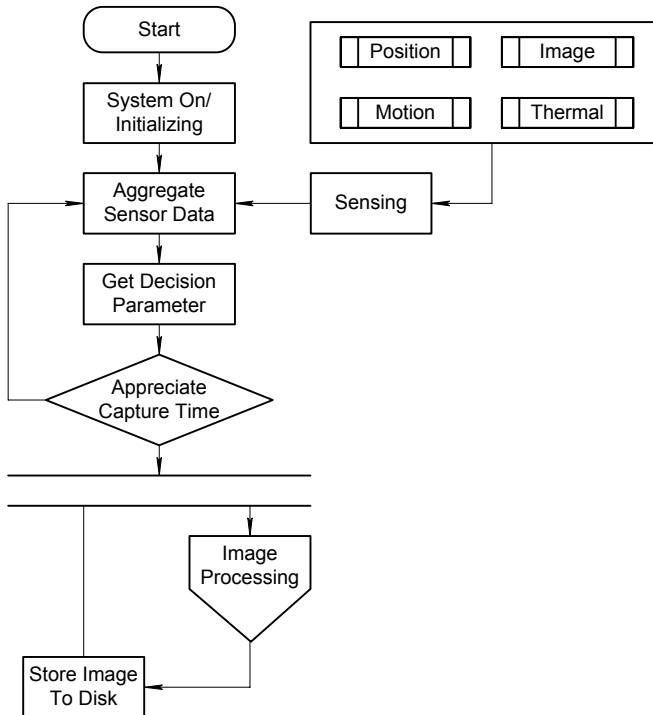 Start
Position
Image
System On/
Initializing
Motion
Thermal
Aggregate
Sensor Data
Sensing
Get Decision
Parameter
Appreciate
Capture Time
Image
Processing
Store Image
To Disk